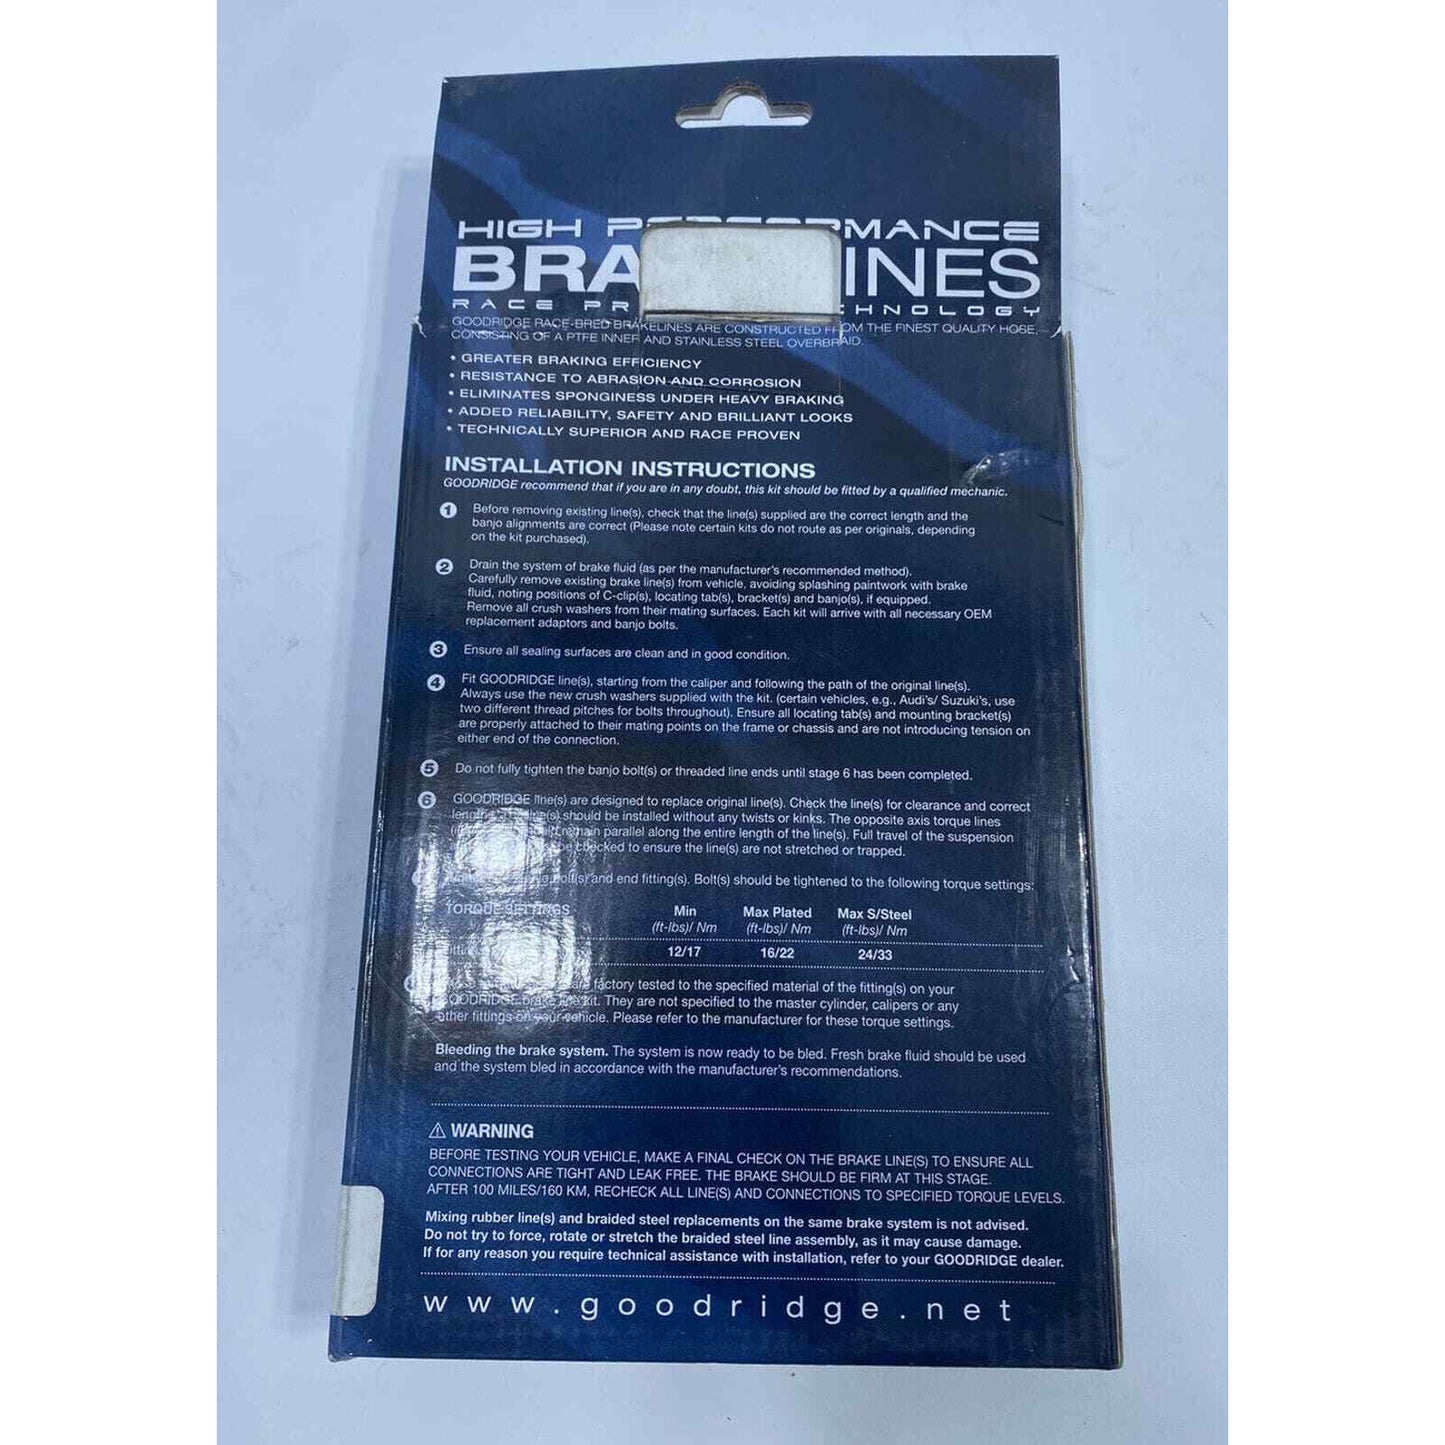 HIGH
BRA INES
RACE
GOODRIDGE RACE-BRED BRAKELINES ARE CONSTRUCTED FROM THE FINEST QUALITY HOSE,
CONSISTING OF A PTFE INNER AND STAINLESS STEEL OVERBRAID.
• GREATER BRAKING EFFICIENCY
• RESISTANCE TO ABRASION AND CORROSION
• ELIMINATES SPONGINESS UNDER HEAVY BRAKING
• ADDED RELIABILITY, SAFETY AND BRILLIANT LOOKS
• TECHNICALLY SUPERIOR AND RACE PROVEN
INSTALLATION INSTRUCTIONS
GOODRIDGE recommend that if you are in any doubt, this kit should be fitted by a qualified mechanic.
1 Before removing existing line(s), check that the line(s) supplied are the correct length and the
banjo alignments are correct (Please note certain kits do not route as per originals, depending
on the kit purchased).
2 Drain the system of brake fluid (as per the manufacturer's recommended method).
Carefully remove existing brake line(s) from vehicle, avoiding splashing paintwork with brake
fluid, noting positions of C-clip(s), locating tab(s), bracket(s) and banjo(s), if equipped.
Remove all crush washers from their mating surfaces. Each kit will arrive with all necessary OEM
replacement adaptors and banjo bolts.
3 Ensure all sealing surfaces are clean and in good condition.
4 Fit GOODRIDGE line(s), starting from the caliper and following the path of the original line(s).
Always use the new crush washers supplied with the kit. (certain vehicles, e.g., Audi's/ Suzuki's, use
two different thread pitches for bolts throughout). Ensure all locating tab(s) and mounting bracket(s)
are properly attached to their mating points on the frame or chassis and are not introducing tension on
either end of the connection.
5 Do not fully tighten the banjo bolt(s) or threaded line ends until stage 6 has been completed.
6 GOODRIDGE line(s) are designed to replace original line(s). Check the line(s) for clearance and correct
length. line(s) should be installed without any twists or kinks. The opposite axis torque lines
remain parallel along the entire length of the line(s). Full travel of the suspension
be checked to ensure the line(s) are not stretched or trapped.
bolt(s) and end fitting(s). Bolt(s) should be tightened to the following torque settings:
TORQUE SETTINGS Min Max Plated Max S/Steel
(ft-lbs)/ Nm (ft-lbs)/ Nm (ft-lbs)/ Nm
12/17 16/22 24/33
factory tested to the specified material of the fitting(s) on your
GOODRIDGE brake line kit. They are not specified to the master cylinder, calipers or any
other fittings on your vehicle. Please refer to the manufacturer for these torque settings.
Bleeding the brake system. The system is now ready to be bled. Fresh brake fluid should be used
and the system bled in accordance with the manufacturer's recommendations.
⚠ WARNING
BEFORE TESTING YOUR VEHICLE, MAKE A FINAL CHECK ON THE BRAKE LINE(S) TO ENSURE ALL
CONNECTIONS ARE TIGHT AND LEAK FREE. THE BRAKE SHOULD BE FIRM AT THIS STAGE.
AFTER 100 MILES/160 KM, RECHECK ALL LINE(S) AND CONNECTIONS TO SPECIFIED TORQUE LEVELS.
Mixing rubber line(s) and braided steel replacements on the same brake system is not advised.
Do not try to force, rotate or stretch the braided steel line assembly, as it may cause damage.
If for any reason you require technical assistance with installation, refer to your GOODRIDGE dealer.
www.goodridge.net